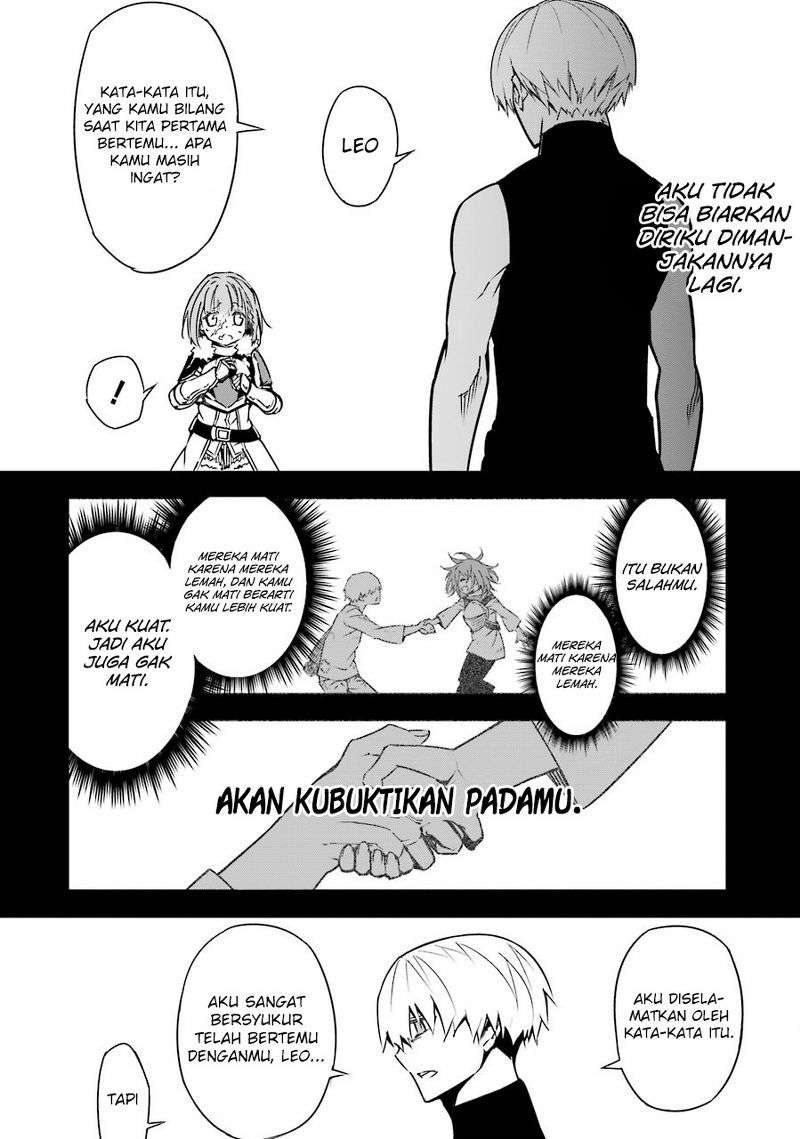 AKU TIDAK
BISA BIARKAN
DIRIKU DIMAN-
JAKANNYA
LAGI.
LEO
KATA-KATA ITU,
YANG KAMU BILANG
SAAT KITA PERTAMA
BERTEMU... APA
KAMU MASIH
INGAT?
!
ITU BUKAN
SALAHMU.
MEREKA
MATI KARENA
MEREKA
LEMAH.
MEREKA MATI
KARENA MEREKA
LEMAH, DAN KAMU
GAK MATI BERARTI
KAMU LEBIH KUAT.
AKU KUAT.
JADI AKU
JUGA GAK
MATI.
AKAN KUBUKTIKAN PADAMU.
AKU DISELA-
MATKAN OLEH
KATA-KATA ITU.
AKU SANGAT
BERSYUKUR
TELAH BERTEMU
DENGANMU, LEO...
TAPI